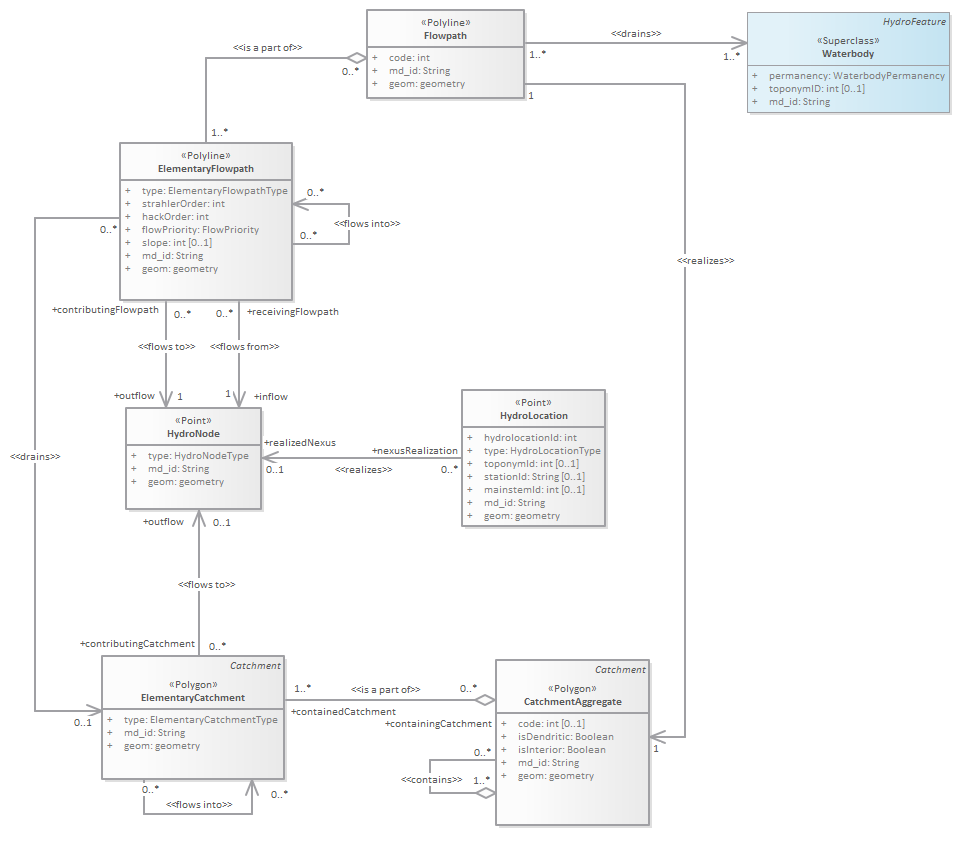 «Polyline»
Flowpath
+ code: int
+ md_id: String
+ geom: geometry
HydroFeature
«Superclass»
Waterbody
+ permanency: WaterbodyPermanency
+ toponymID: int [0..1]
+ md_id: String
<<drains>>
1..*
1..*
<<is a part of>>
0..*
1..*
1
<<realizes>>
«Polyline»
ElementaryFlowpath
+ type: ElementaryFlowpathType
+ strahlerOrder: int
+ hackOrder: int
+ flowPriority: FlowPriority
+ slope: int [0..1]
+ md_id: String
+ geom: geometry
0..*
<<flows into>>
0..*
0..*
+contributingFlowpath
0..*
0..*
+receivingFlowpath
<<flows to>>
<<flows from>>
+outflow
1
1
+inflow
«Point»
HydroNode
+ type: HydroNodeType
+ md_id: String
+ geom: geometry
«Point»
HydroLocation
+ hydrolocationId: int
+ type: HydroLocationType
+ toponymId: int [0..1]
+ stationId: String [0..1]
+ mainstemId: int [0..1]
+ md_id: String
+ geom: geometry
+realizedNexus
+nexusRealization
0..1
<<realizes>>
0..*
<<drains>>
+outflow
0..1
<<flows to>>
+contributingCatchment
0..*
Catchment
«Polygon»
ElementaryCatchment
+ type: ElementaryCatchmentType
+ md_id: String
+ geom: geometry
0..1
0..*
<<flows into>>
0..*
1..*
<<is a part of>>
0..*
+containedCatchment
+containingCatchment
Catchment
«Polygon»
CatchmentAggregate
+ code: int [0..1]
+ isDendritic: Boolean
+ isInterior: Boolean
+ md_id: String
+ geom: geometry
1
0..*
<<contains>>
1..*